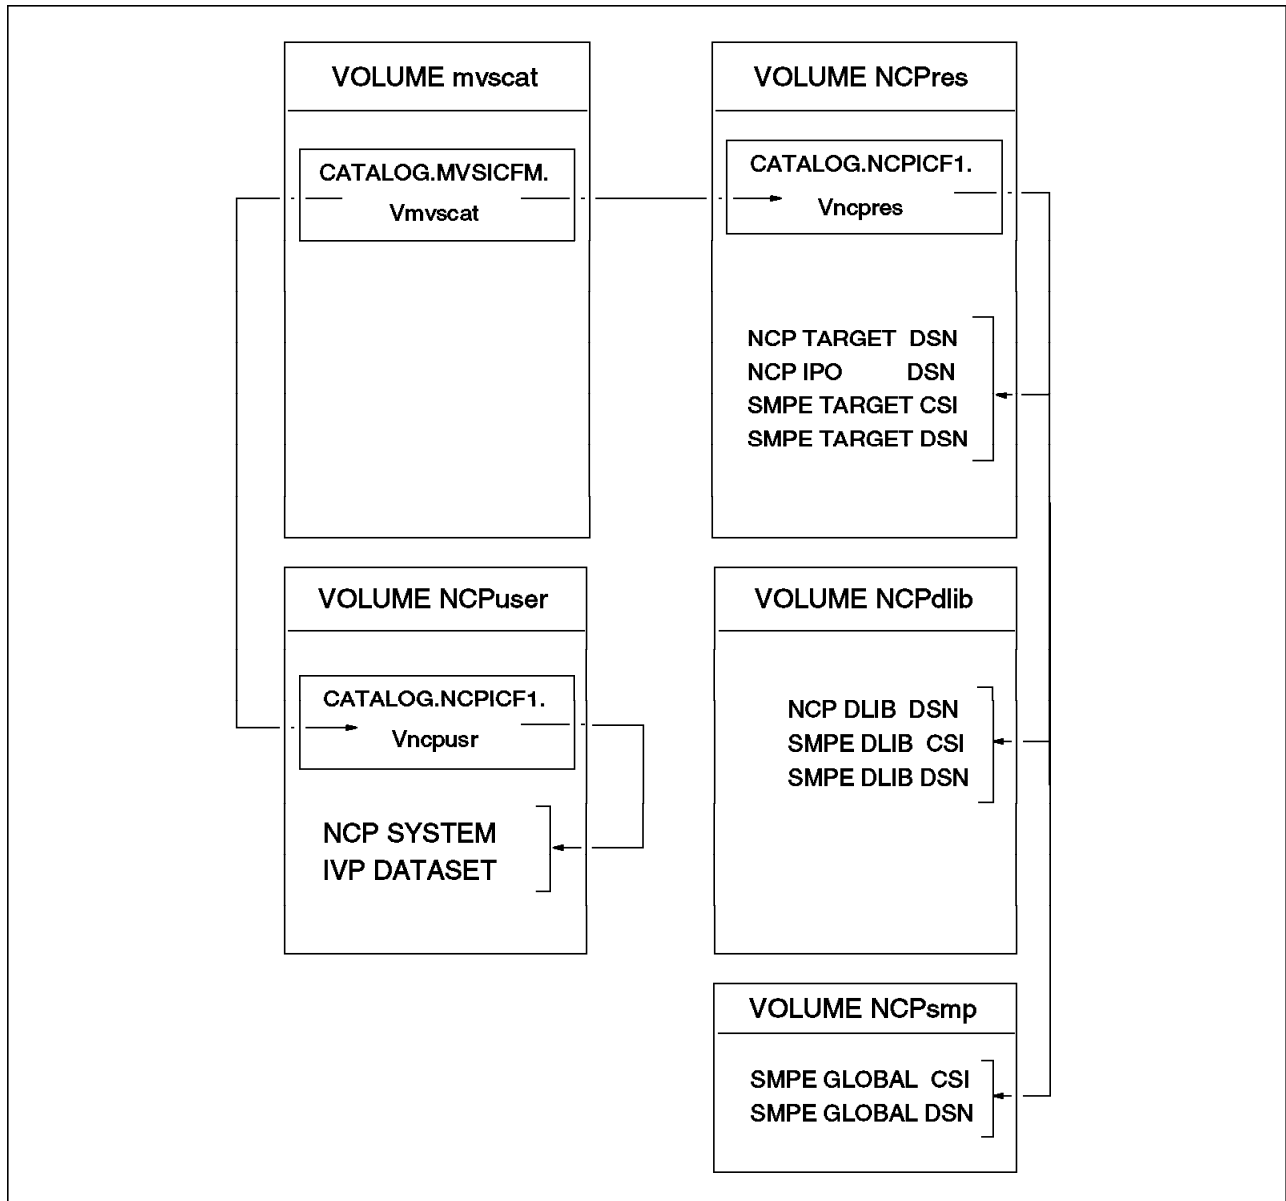 VOLUME mvscat
CATALOG.MVSICFM.
Vmvscat
VOLUME NCPres
CATALOG.NCPICF1.
Vncpres
NCP TARGET DSN
NCP IPO DSN
SMPE TARGET CSI
SMPE TARGET DSN
VOLUME NCPuser
CATALOG.NCPICF1.
Vncpusr
NCP SYSTEM
IVP DATASET
VOLUME NCPdlib
NCP DLIB DSN
SMPE DLIB CSI
SMPE DLIB DSN
VOLUME NCPsmp
SMPE GLOBAL CSI
SMPE GLOBAL DSN